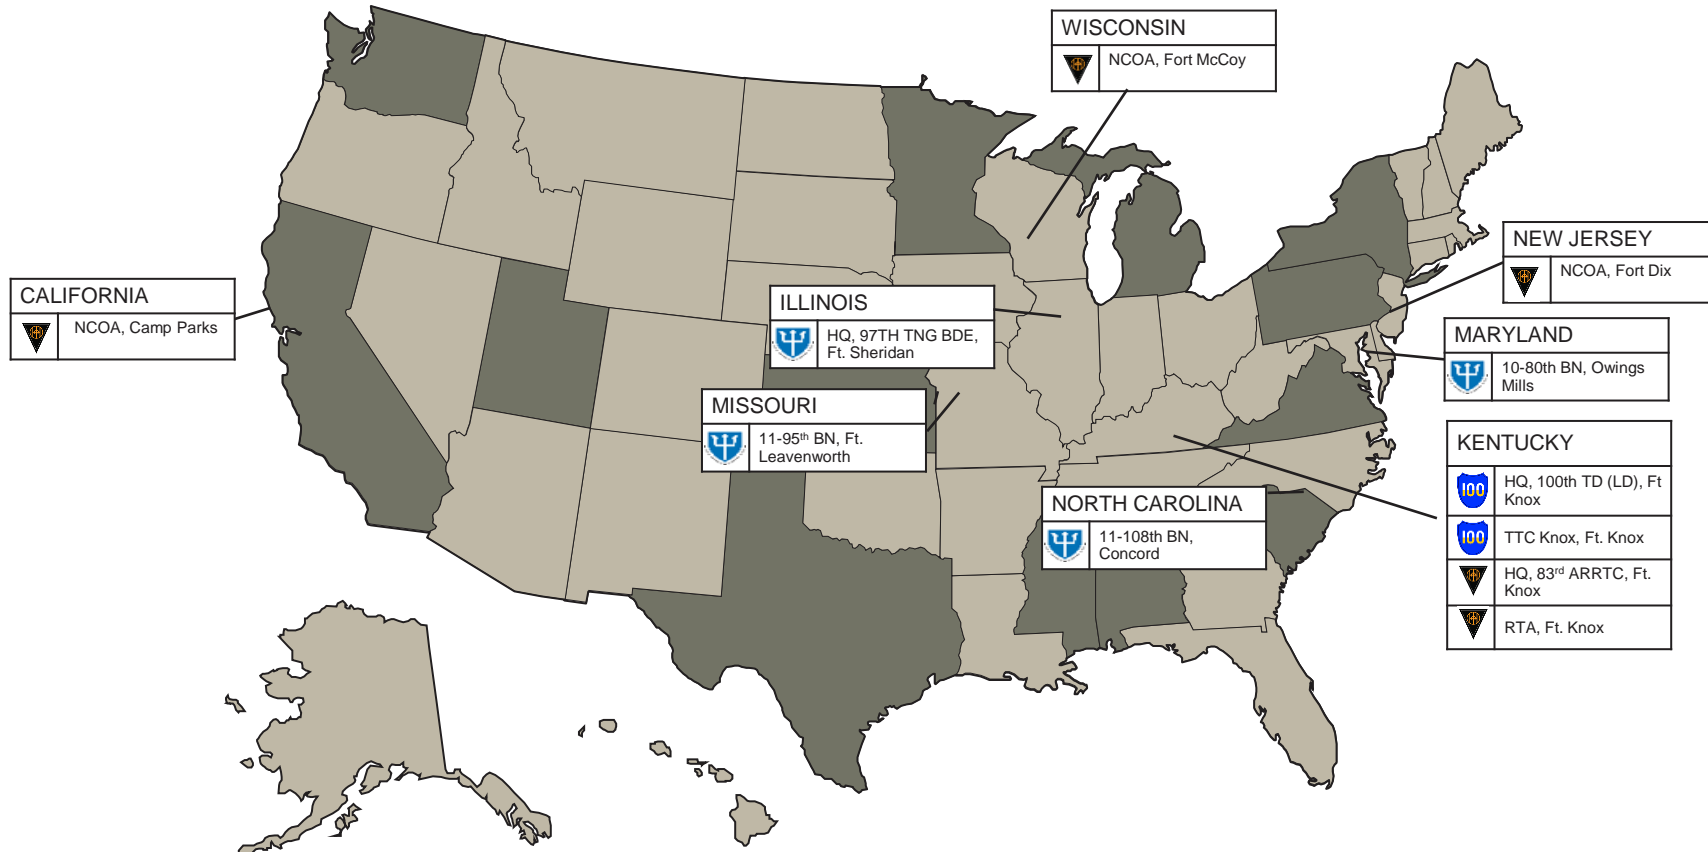 WISCONSIN
NCOA, Fort McCoy
NEW JERSEY
NCOA, Fort Dix
CALIFORNIA
NCOA, Camp Parks
ILLINOIS
HQ, 97TH TNG BDE,
Ft. Sheridan
MARYLAND
10-80th BN, Owings
Mills
MISSOURI
11-95th BN, Ft.
Leavenworth
KENTUCKY
100
HQ, 100th TD (LD), Ft
Knox
100
TTC Knox, Ft. Knox
HQ, 83rd ARRTC, Ft.
Knox
RTA, Ft. Knox
NORTH CAROLINA
11-108th BN,
Concord